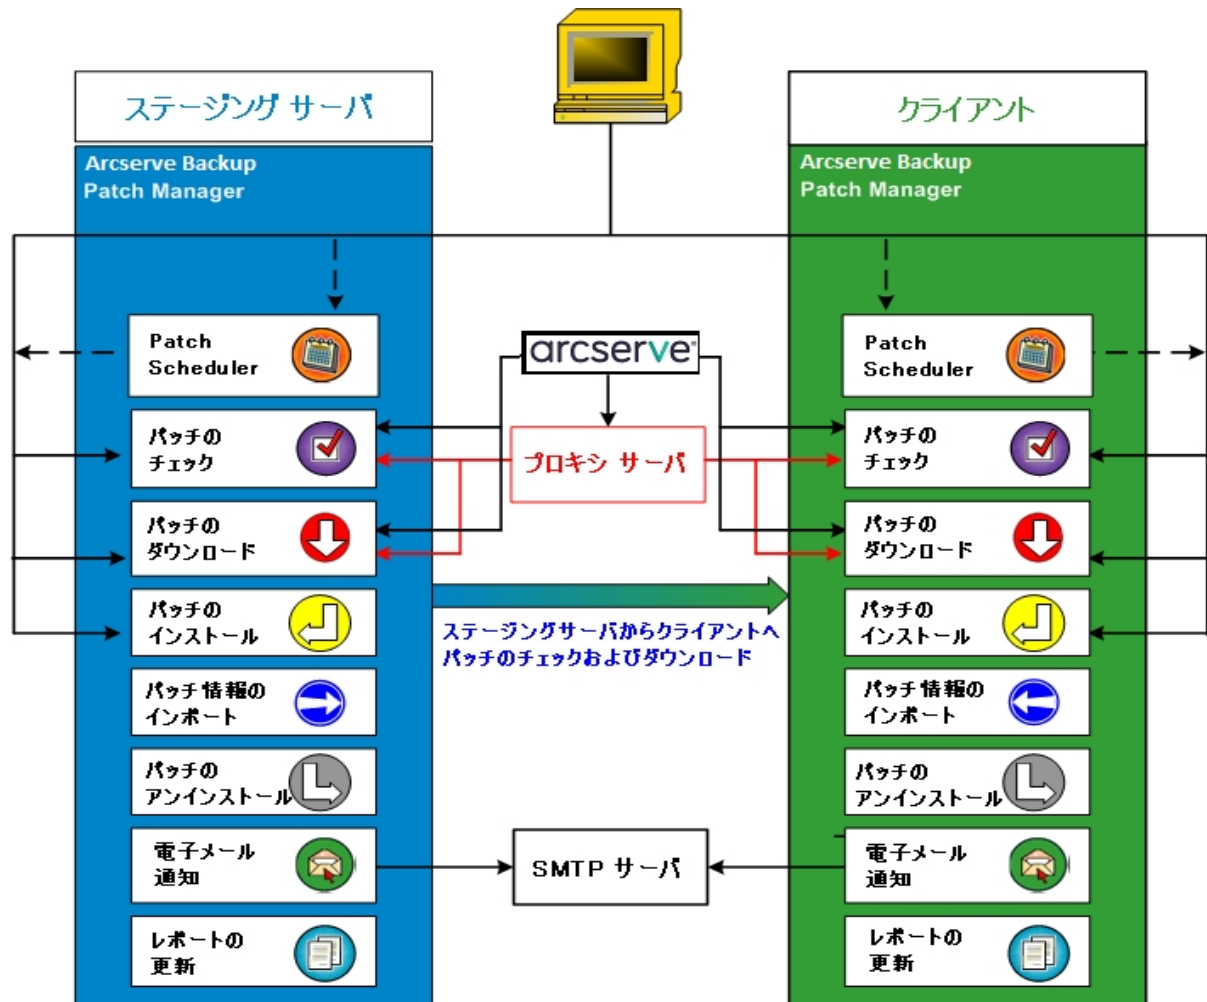 ステージング サーバ
Arcserve Backup
Patch Manager
Patch
Scheduler
パッチの
チェック
パッチの
ダウンロード
パッチの
インストール
パッチ情報の
インポート
パッチの
アンインストール
電子メール
通知
レポートの
更新
arcserve®
プロキシ サーバ
ステージングサーバからクライアントへ
パッチのチェックおよびダウンロード
SMTP サーバ
クライアント
Arcserve Backup
Patch Manager
Patch
Scheduler
パッチの
チェック
パッチの
ダウンロード
パッチの
インストール
パッチ情報の
インポート
パッチの
アンインストール
電子メール
通知
レポートの
更新